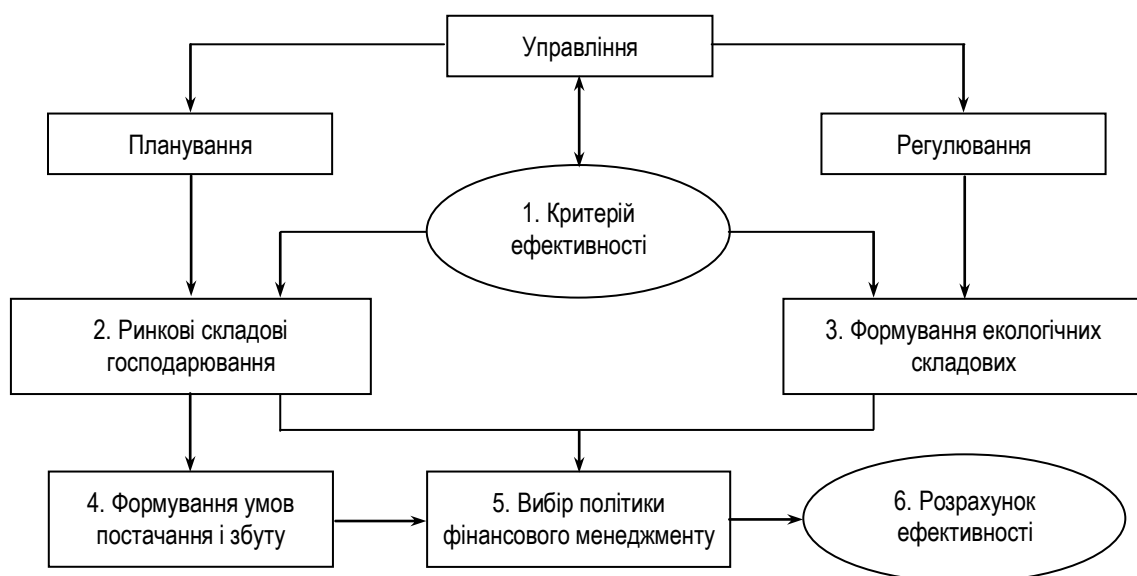 Управління
Планування
Регулювання
1. Критерій
ефективності
2. Ринкові складові
господарювання
3. Формування екологічних
складових
4. Формування умов
постачання і збуту
5. Вибір політики
фінансового менеджменту
6. Розрахунок
ефективності